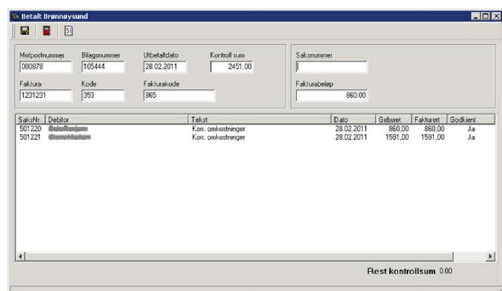 Betalt Brønnøysund
Motpostnummer Bilagsnummer Utbetaltdato Kontroll sum Saksnummer
000878 105444 28.02.2011 2451.00
Faktura Kode Fakturakode Fakturabeløp
1231231 353 865 860.00
SaksNr. Debitor Tekst Dato Gebyret Fakturert Godkjent
501220 Korr. omkostninger 28.02.2011 860,00 860,00 Ja
501221 Korr. omkostninger 28.02.2011 1591,00 1591,00 Ja
Rest kontrollsum 0.00